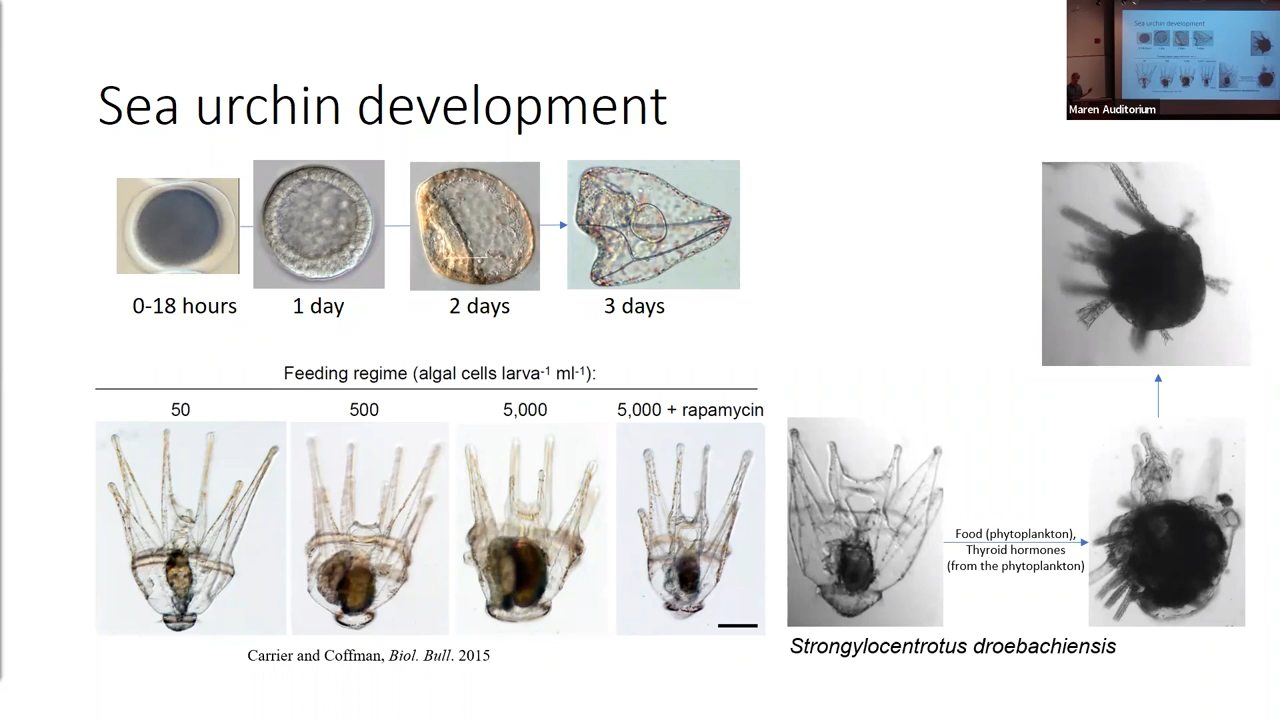 Sea urchin development
Maren Auditorium
0-18 hours
1 day
2 days
3 days
Feeding regime (algal cells larva⁻¹ ml⁻¹):
50
500
5,000
5,000 + rapamycin
Carrier and Coffman, Biol. Bull. 2015
Food (phytoplankton),
Thyroid hormones
(from the phytoplankton)
Strongylocentrotus droebachiensis
Sea urchin development